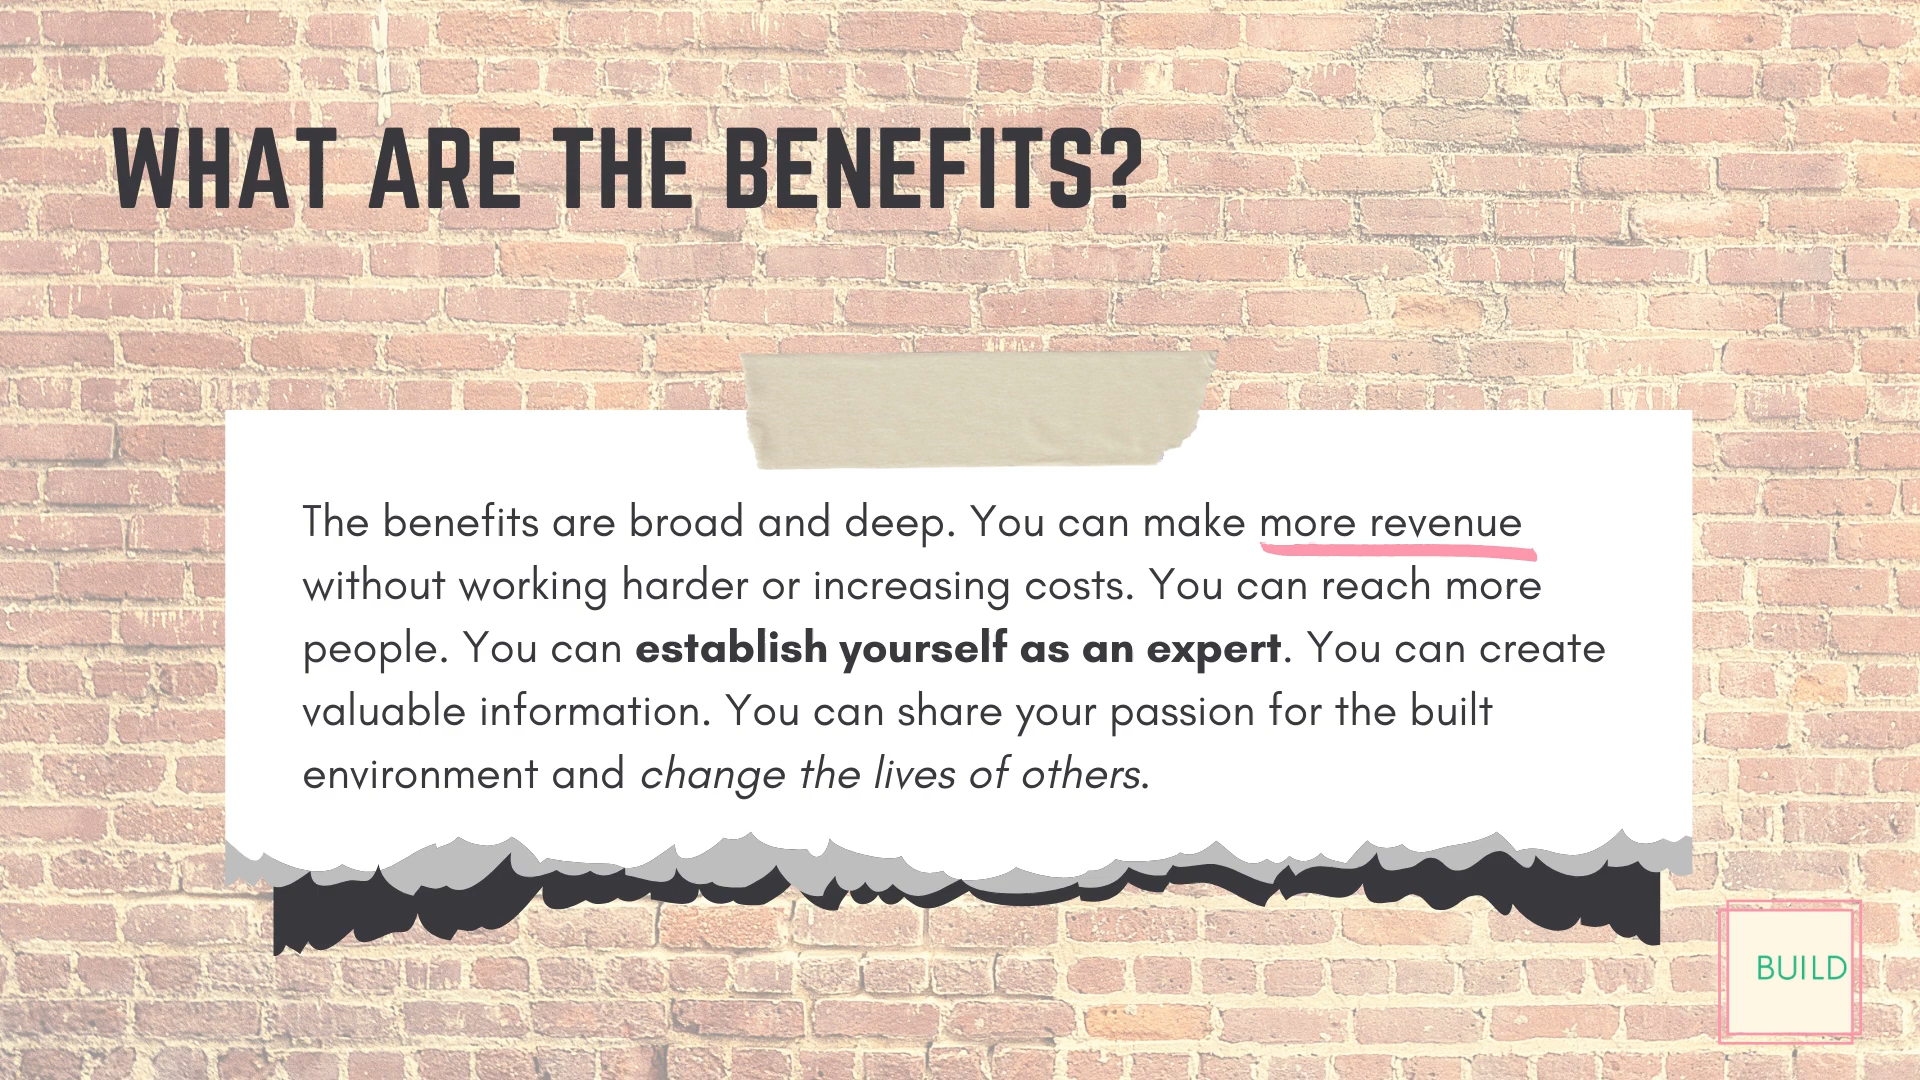 WHAT ARE THE BENEFITS?
The benefits are broad and deep. You can make more revenue
without working harder or increasing costs. You can reach more
people. You can establish yourself as an expert. You can create
valuable information. You can share your passion for the built
environment and change the lives of others.
BUILD